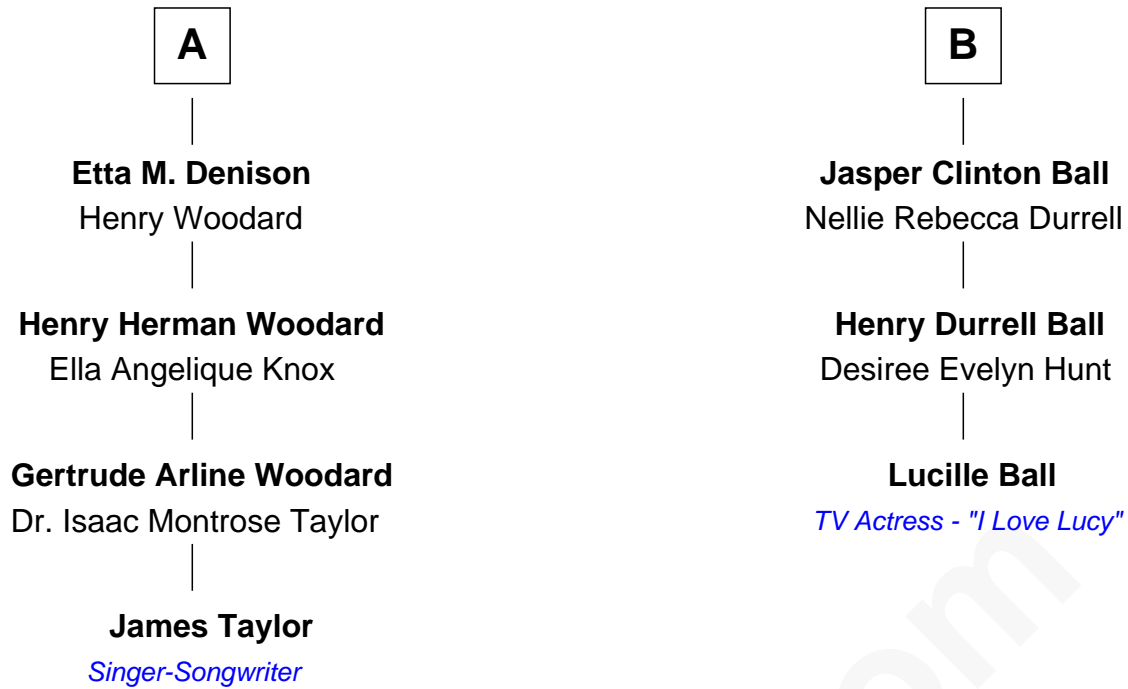 A
Etta M. Denison
Henry Woodard
Henry Herman Woodard
Ella Angelique Knox
Gertrude Arline Woodard
Dr. Isaac Montrose Taylor
James Taylor
Singer-Songwriter
B
Jasper Clinton Ball
Nellie Rebecca Durrell
Henry Durrell Ball
Desiree Evelyn Hunt
Lucille Ball
TV Actress - "I Love Lucy"
om